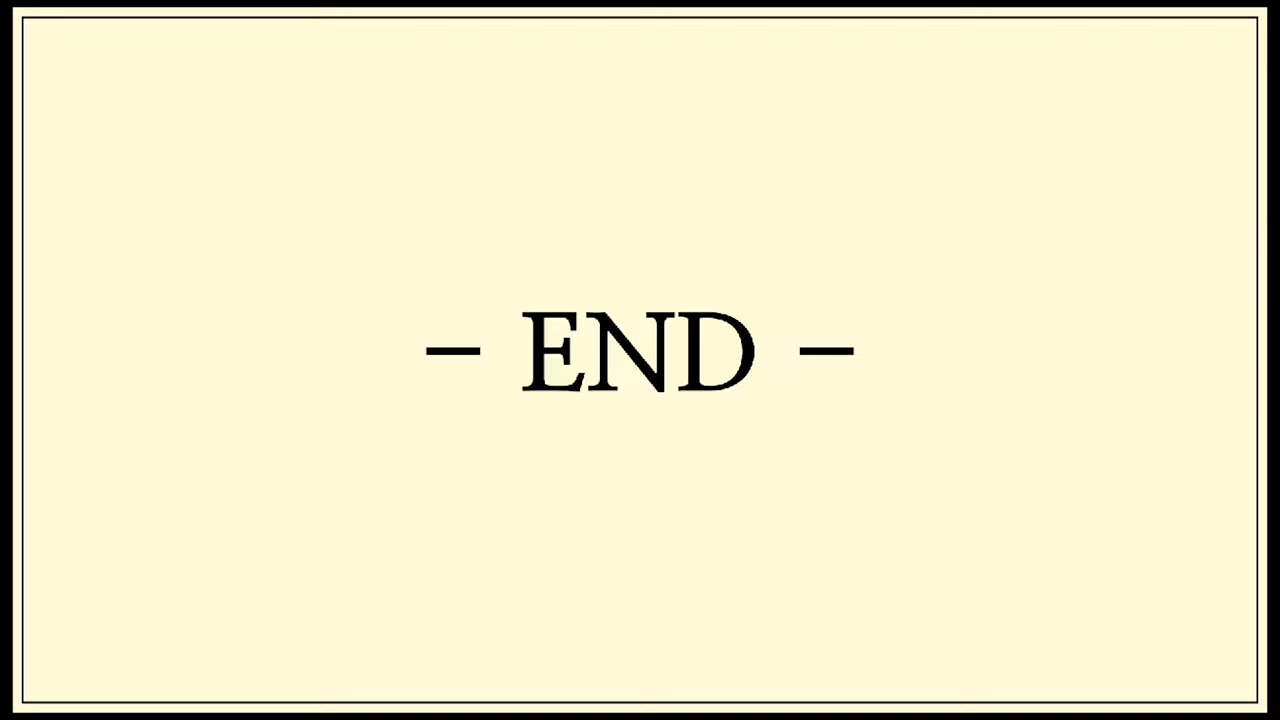 – END –